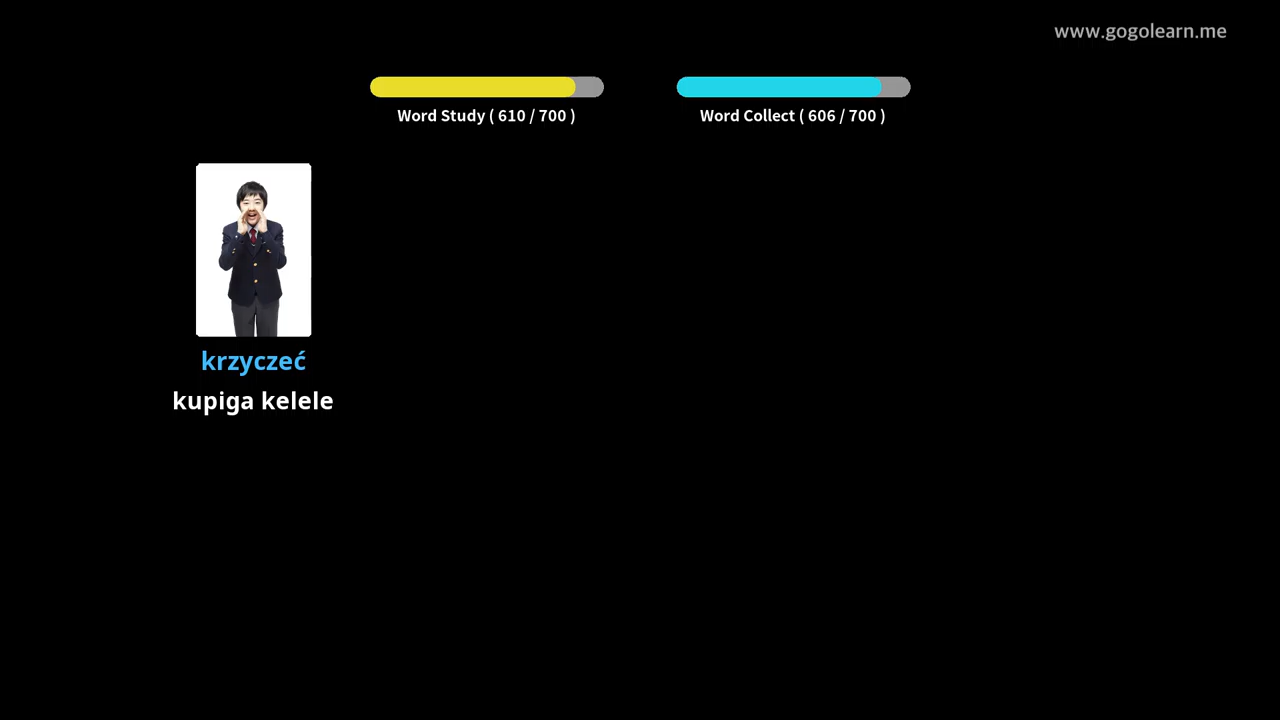 www.gogolearn.me
Word Study ( 610 / 700 )
Word Collect ( 606 / 700 )
krzyczeć
kupiga kelele